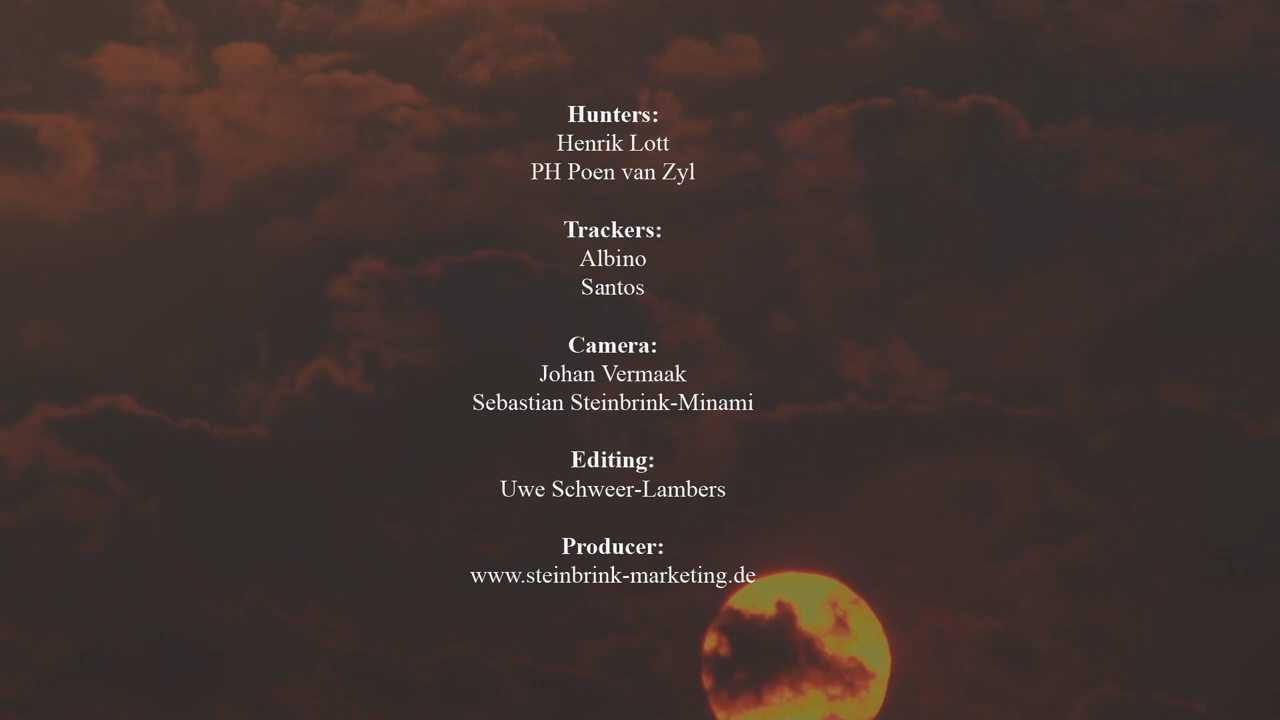 Hunters:
Henrik Lott
PH Poen van Zyl
Trackers:
Albino
Santos
Camera:
Johan Vermaak
Sebastian Steinbrink-Minami
Editing:
Uwe Schweer-Lambers
Producer:
www.steinbrink-marketing.de